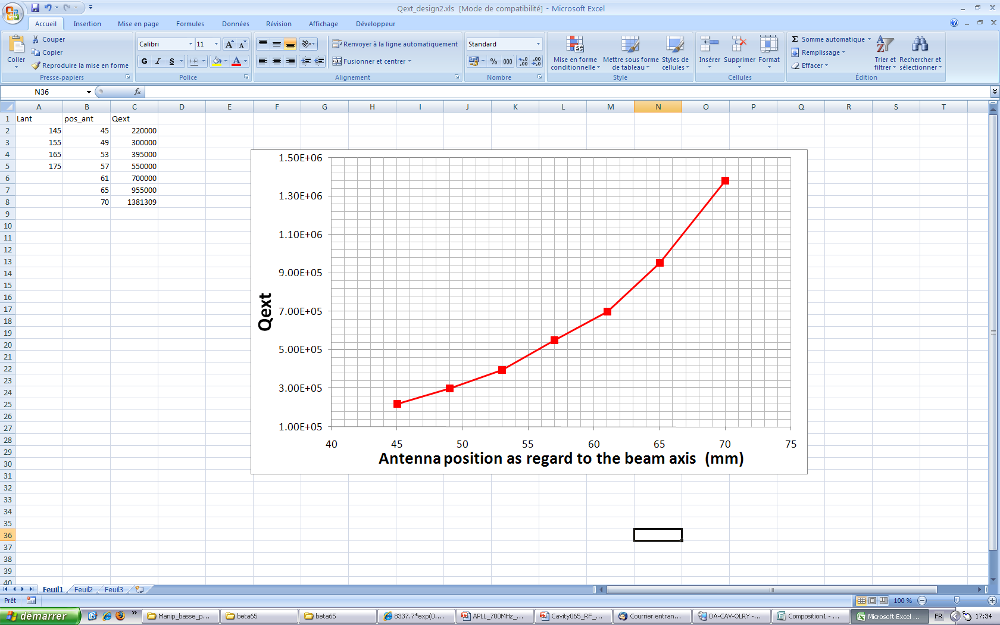 Qext_design2.xls [Mode de compatibilité] - Microsoft Excel
Accueil Insertion Mise en page Formules Données Révision Affichage Développeur
Coller
Couper
Copier
Reproduire la mise en forme
Presse-papiers
Calibri 11
G I S
Police
Renvoyer à la ligne automatiquement
Fusionner et centrer
Alignement
Standard
% 000
Nombre
Mise en forme conditionnelle
Mettre sous forme de tableau
Styles de cellules
Style
Insérer Supprimer Format
Cellules
Σ Somme automatique
Remplissage
Effacer
Trier et filtrer
Rechercher et sélectionner
Édition
N36 fx
A B C D E F G H I J K L M N O P Q R S T
1 Lant pos_ant Qext
2 145 45 220000
3 155 49 300000
4 165 53 395000
5 175 57 550000
6 61 700000
7 65 955000
8 70 1381309
9
10
11
12
13
14
15
16
17
18
19
20
21
22
23
24
25
26
27
28
29
30
31
32
33
34
35
36
37
38
39
40
1.50E+06
1.30E+06
1.10E+06
9.00E+05
7.00E+05
5.00E+05
3.00E+05
1.00E+05
Qext
40 45 50 55 60 65 70 75
Antenna position as regard to the beam axis (mm)
Feuil1 Feuil2 Feuil3
Prêt 100 %
démarrer » Manip_basse_p... beta65 beta65 8337.7*exp(0.... APLL_700MHz_... Cavity065_RF_... Courrier entran... DA-CAV-OLRY -... Composition1 - ... Microsoft Excel ... FR 17:34